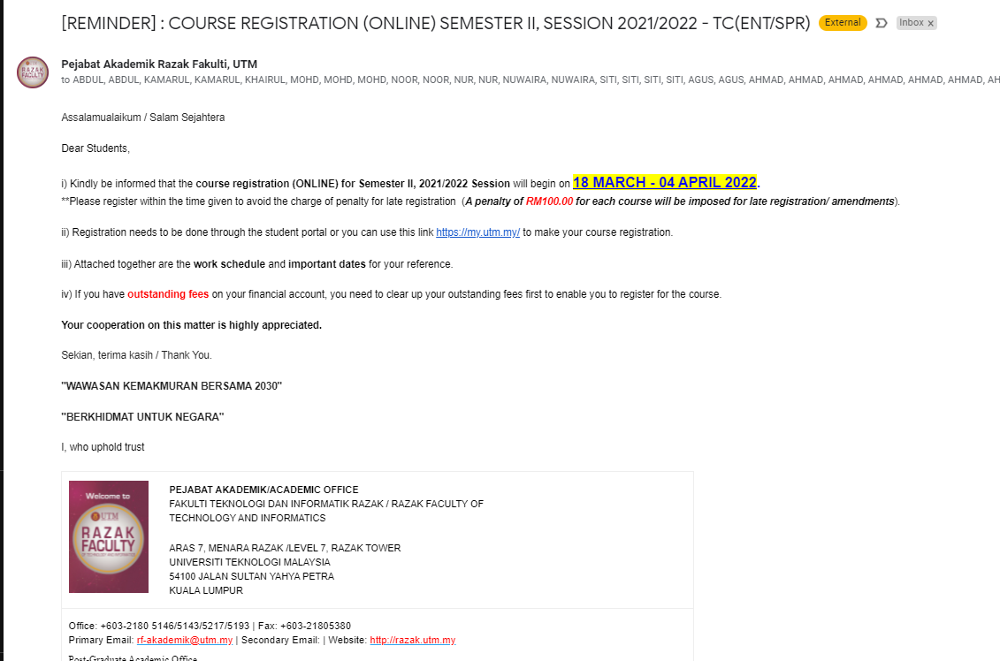 [REMINDER] : COURSE REGISTRATION (ONLINE) SEMESTER II, SESSION 2021/2022 - TC(ENT/SPR) External Inbox x
Pejabat Akademik Razak Fakulti, UTM
to ABDUL, ABDUL, KAMARUL, KAMARUL, KHAIRUL, MOHD, MOHD, MOHD, NOOR, NOOR, NUR, NUR, NUWAIRA, NUWAIRA, SITI, SITI, SITI, SITI, AGUS, AGUS, AHMAD, AHMAD, AHMAD, AHMAD, AHMAD, AHMAD, AH
Assalamualaikum / Salam Sejahtera
Dear Students,
i) Kindly be informed that the course registration (ONLINE) for Semester II, 2021/2022 Session will begin on 18 MARCH - 04 APRIL 2022.
**Please register within the time given to avoid the charge of penalty for late registration (A penalty of RM100.00 for each course will be imposed for late registration/ amendments).
ii) Registration needs to be done through the student portal or you can use this link https://my.utm.my/ to make your course registration.
iii) Attached together are the work schedule and important dates for your reference.
iv) If you have outstanding fees on your financial account, you need to clear up your outstanding fees first to enable you to register for the course.
Your cooperation on this matter is highly appreciated.
Sekian, terima kasih / Thank You.
"WAWASAN KEMAKMURAN BERSAMA 2030"
"BERKHIDMAT UNTUK NEGARA"
I, who uphold trust
Welcome to
UTM
RAZAK
FACULTY
PEJABAT AKADEMIK/ACADEMIC OFFICE
FAKULTI TEKNOLOGI DAN INFORMATIK RAZAK / RAZAK FACULTY OF
TECHNOLOGY AND INFORMATICS
ARAS 7, MENARA RAZAK /LEVEL 7, RAZAK TOWER
UNIVERSITI TEKNOLOGI MALAYSIA
54100 JALAN SULTAN YAHYA PETRA
KUALA LUMPUR
Office: +603-2180 5146/5143/5217/5193 | Fax: +603-21805380
Primary Email: rf-akademik@utm.my | Secondary Email: | Website: http://razak.utm.my
Post-Graduate Academic Office